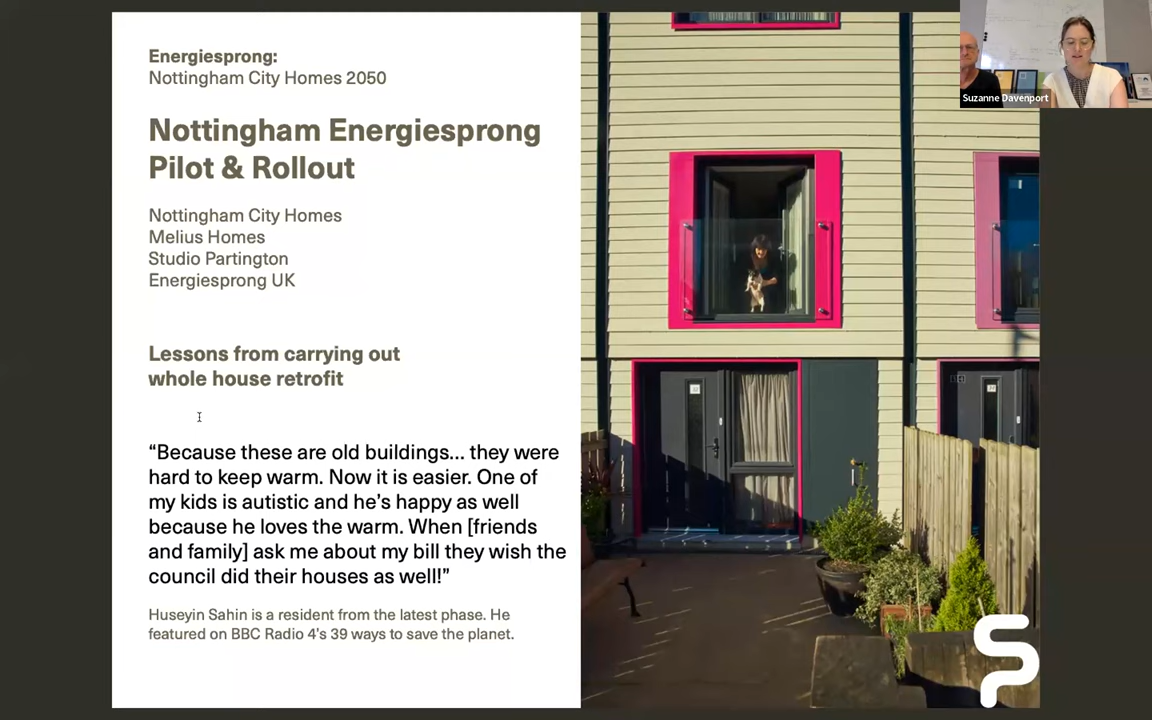 Energiesprong:
Nottingham City Homes 2050
Nottingham Energiesprong
Pilot & Rollout
Nottingham City Homes
Melius Homes
Studio Partington
Energiesprong UK
Lessons from carrying out
whole house retrofit
“Because these are old buildings... they were
hard to keep warm. Now it is easier. One of
my kids is autistic and he’s happy as well
because he loves the warm. When [friends
and family] ask me about my bill they wish the
council did their houses as well!”
Huseyin Sahin is a resident from the latest phase. He
featured on BBC Radio 4's 39 ways to save the planet.
Suzanne Davenport
SP